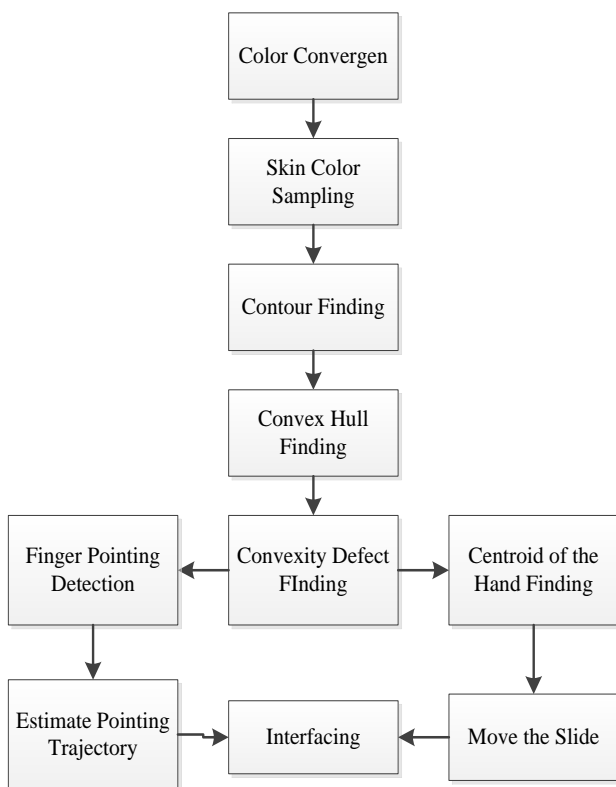 Color Convergen
Skin Color
Sampling
Contour Finding
Convex Hull
Finding
Finger Pointing
Detection
Convexity Defect
FInding
Centroid of the
Hand Finding
Estimate Pointing
Trajectory
Interfacing
Move the Slide